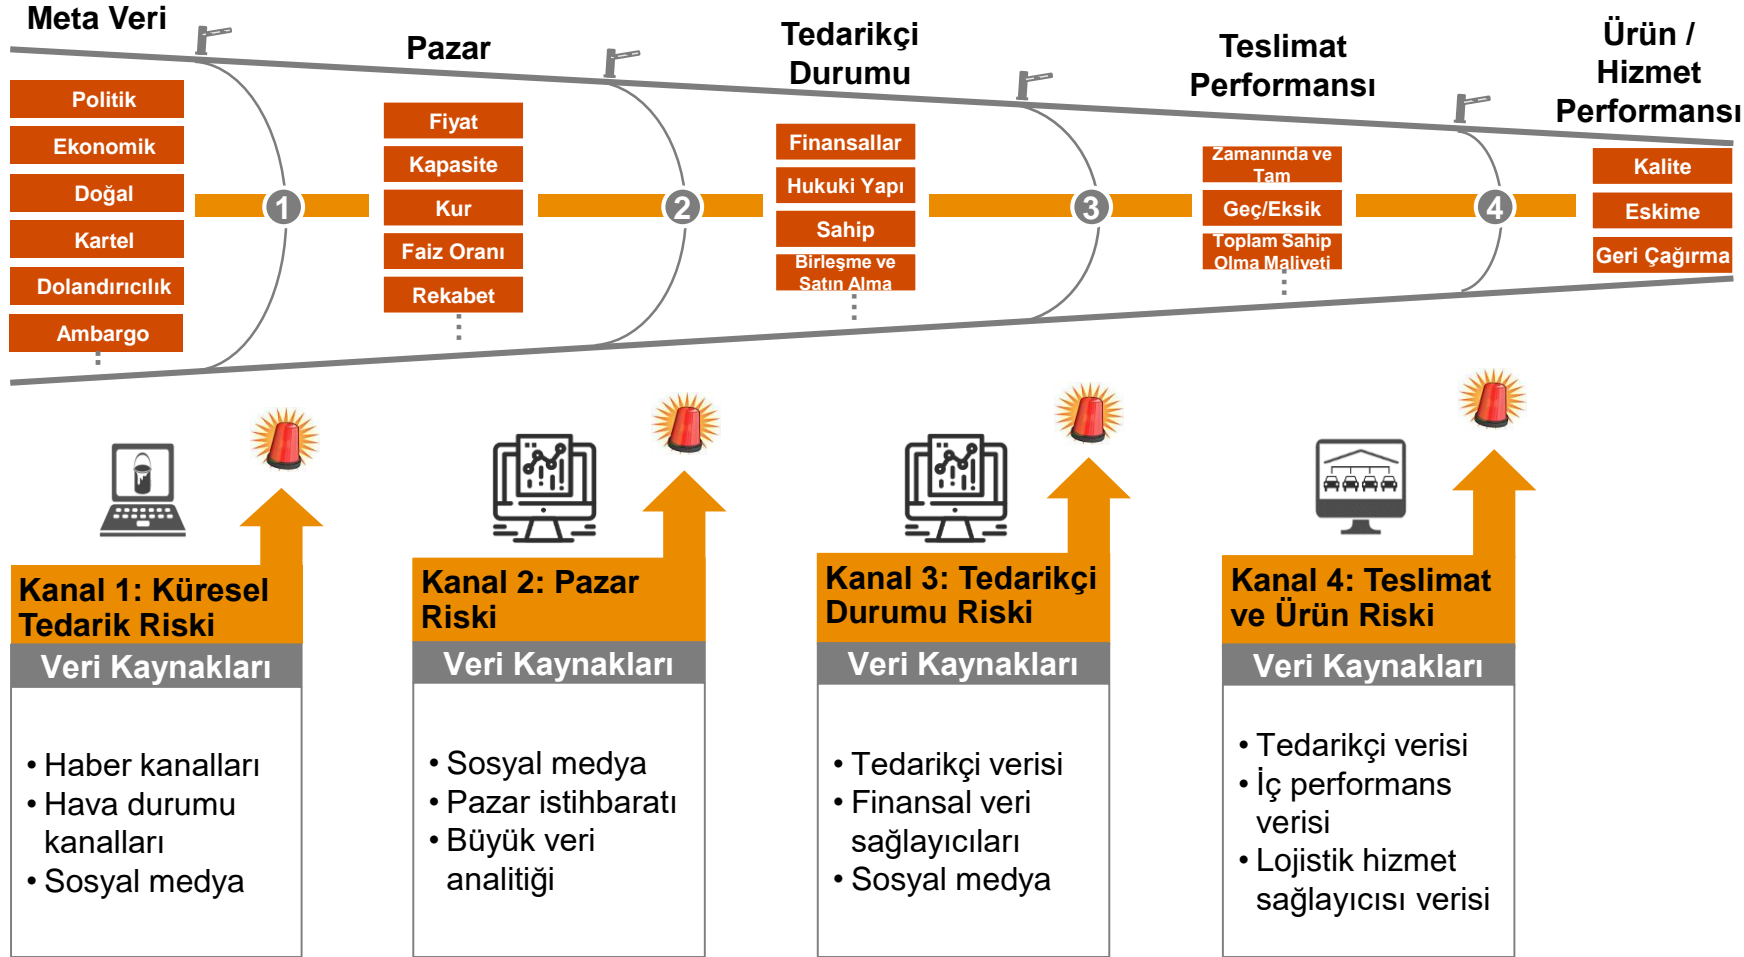 Meta Veri
Politik
Ekonomik
Doğal
Kartel
Dolandırıcılık
Ambargo
1
Pazar
Fiyat
Kapasite
Kur
Faiz Oranı
Rekabet
2
Tedarikçi
Durumu
Finansallar
Hukuki Yapı
Sahip
Birleşme ve
Satın Alma
3
Teslimat
Performansı
Zamanında ve
Tam
Geç/Eksik
Toplam Sahip
Olma Maliyeti
4
Ürün /
Hizmet
Performansı
Kalite
Eskime
Geri Çağırma
Kanal 1: Küresel
Tedarik Riski
Veri Kaynakları
• Haber kanalları
• Hava durumu
kanalları
• Sosyal medya
Kanal 2: Pazar
Riski
Veri Kaynakları
• Sosyal medya
• Pazar istihbaratı
• Büyük veri
analitiği
Kanal 3: Tedarikçi
Durumu Riski
Veri Kaynakları
• Tedarikçi verisi
• Finansal veri
sağlayıcıları
• Sosyal medya
Kanal 4: Teslimat
ve Ürün Riski
Veri Kaynakları
• Tedarikçi verisi
• İç performans
verisi
• Lojistik hizmet
sağlayıcısı verisi